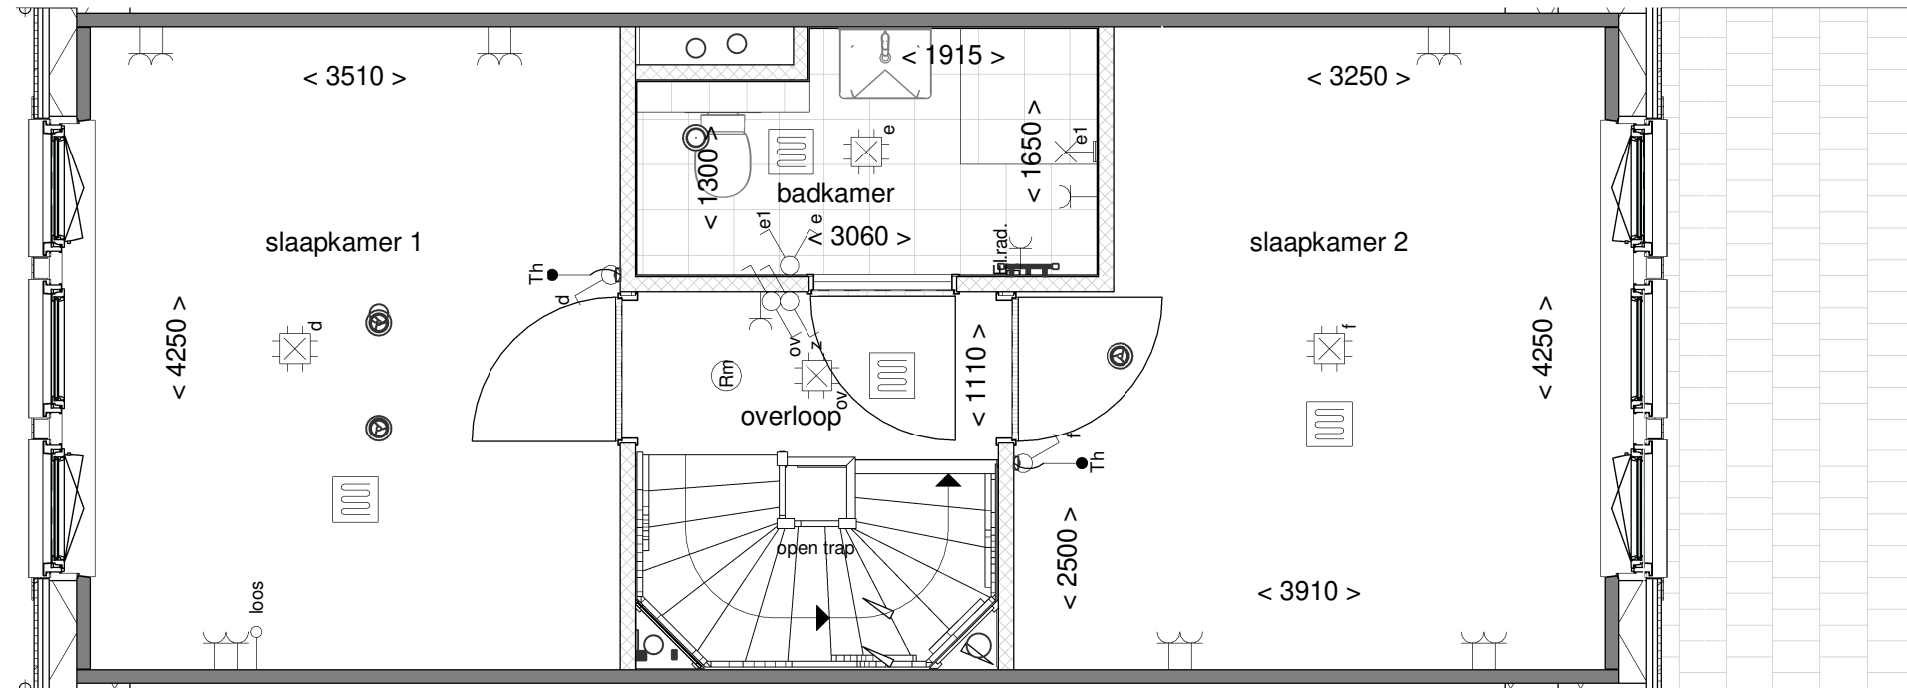 < 3510 >
< 1915 >
< 3250 >
e
< 1650 >
e1
< 1300 >
badkamer
e1
e
< 3060 >
El.rad.
slaapkamer 1
slaapkamer 2
Th
d
d
< 4250 >
ov
z
Rm
ov
overloop
< 1110 >
f
< 4250 >
f
Th
open trap
< 2500 >
< 3910 >
loos